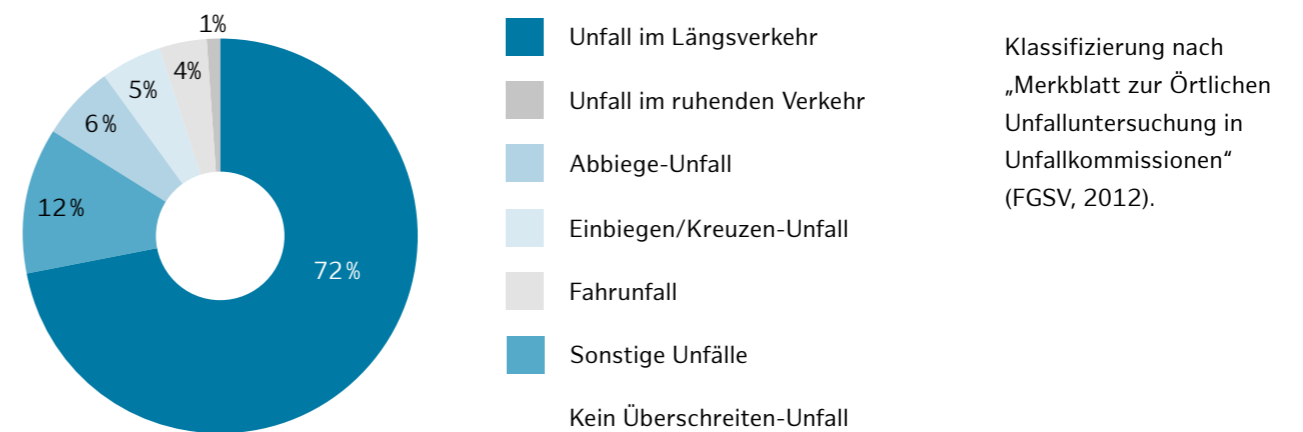 1%
4%
5%
6%
12%
72%
Unfall im Längsverkehr
Unfall im ruhenden Verkehr
Abbiege-Unfall
Einbiegen/Kreuzen-Unfall
Fahrunfall
Sonstige Unfälle
Kein Überschreiten-Unfall
Klassifizierung nach
„Merkblatt zur Örtlichen
Unfalluntersuchung in
Unfallkommissionen“
(FGSV, 2012).